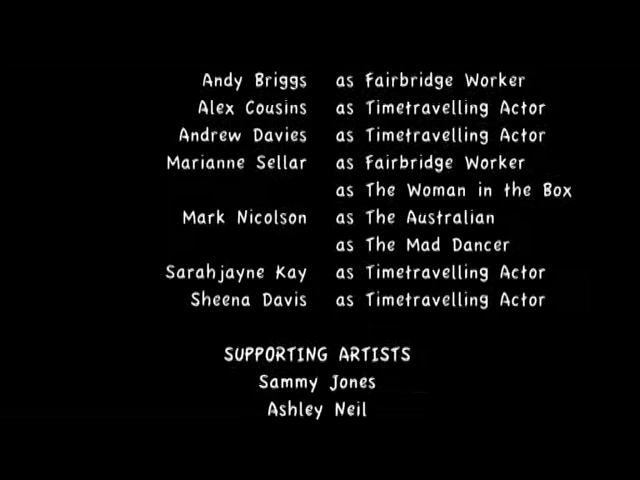 Andy Briggs as Fairbridge Worker
Alex Cousins as Timetravelling Actor
Andrew Davies as Timetravelling Actor
Marianne Sellar as Fairbridge Worker
as The Woman in the Box
Mark Nicolson as The Australian
as The Mad Dancer
Sarahjayne Kay as Timetravelling Actor
Sheena Davis as Timetravelling Actor
SUPPORTING ARTISTS
Sammy Jones
Ashley Neil